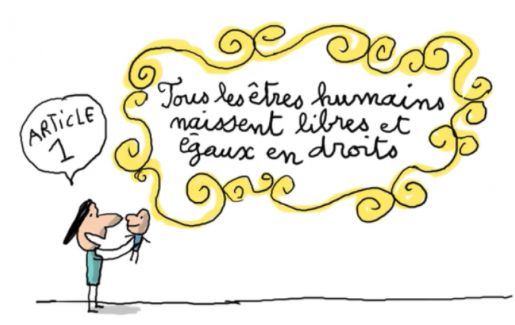 ARTICLE
1
Tous les êtres humains
naissent libres et
égaux en droits